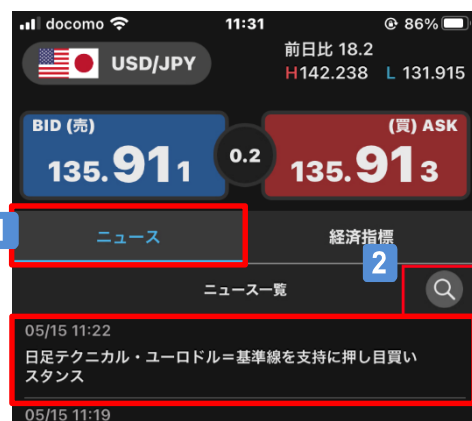 docomo 11:31 86%
USD/JPY
前日比 18.2
H142.238 L 131.915
BID (売) (買) ASK
135.911 0.2 135.913
1
ニュース 経済指標
2
ニュース一覧
05/15 11:22
日足テクニカル・ユーロドル＝基準線を支持に押し目買い
スタンス
05/15 11:19